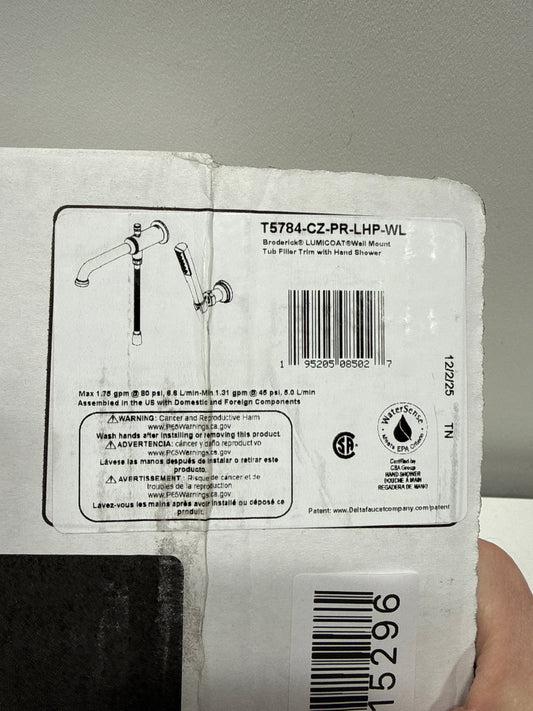 T5784-CZ-PR-LHP-WL
Broderick® LUMICOAT®Wall Mount
Tub Filler Trim with Hand Shower
1 95205 08502 7
12/2/25 TN
Max 1.75 gpm @ 80 psi, 6.6 L/min-Min 1.31 gpm @ 45 psi, 5.0 L/min
Assembled in the US with Domestic and Foreign Components
WARNING: Cancer and Reproductive Harm
www.P65Warnings.ca.gov
Wash hands after installing or removing this product.
ADVERTENCIA: cáncer y daño reproductivo
www.P65Warnings.ca.gov
Lávese las manos después de instalar o retirar este
producto.
AVERTISSEMENT: Risque de cancer et de
troubles de la reproduction
www.P65Warnings.ca.gov
Lavez-vous les mains après avoir installé ou déposé ce
produit.
SA
WaterSense
Meets EPA Criteria
Certified by
CSA Group
HAND SHOWER
DOUCHE À MAIN
REGADERA DE MANO
Patent: www.Deltafaucetcompany.com/patent
15296